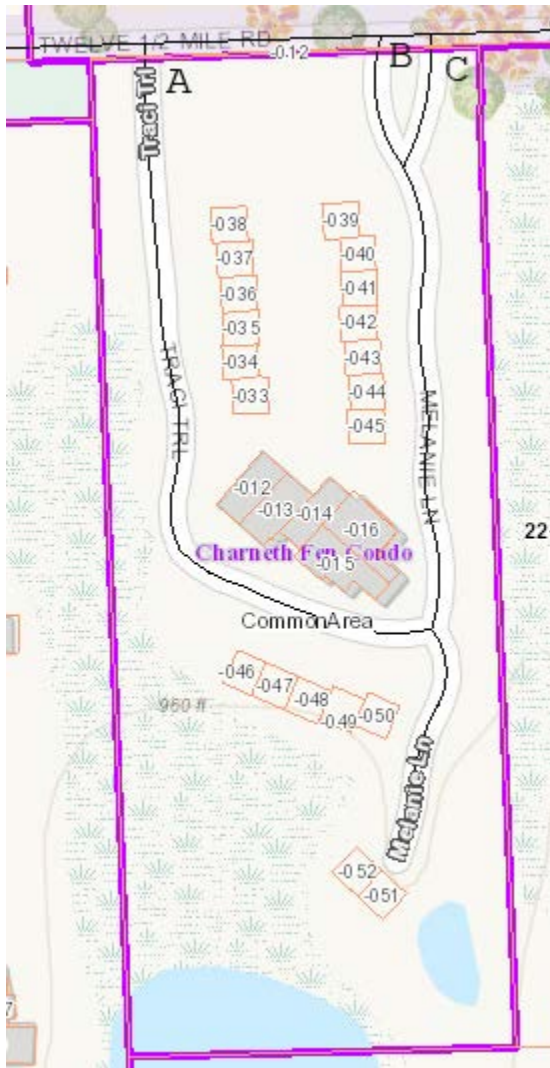 TWELVE 1/2 MILE RD
-012
A
B
C
Traci Trl
-038
-039
-037
-040
-036
-041
-035
-042
-034
-043
TRACI TRL
-033
-044
MELANIE LN
-045
-012
-013
-014
-016
22
Charneth Fen Condo
-015
CommonArea
-046
-047
-048
-049
-050
960 ft
Melanie Ln
-052
-051
7